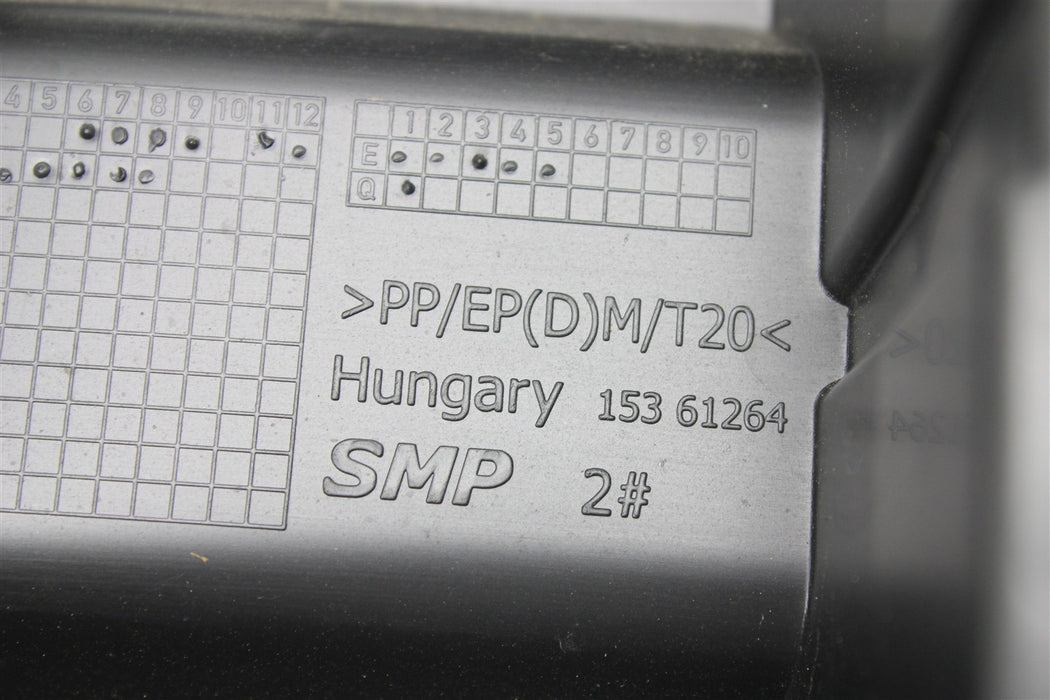 4 5 6 7 8 9 10 11 12
1 2 3 4 5 6 7 8 9 10
E
Q
>PP/EP(D)M/T20<
Hungary 153 61264
SMP 2#